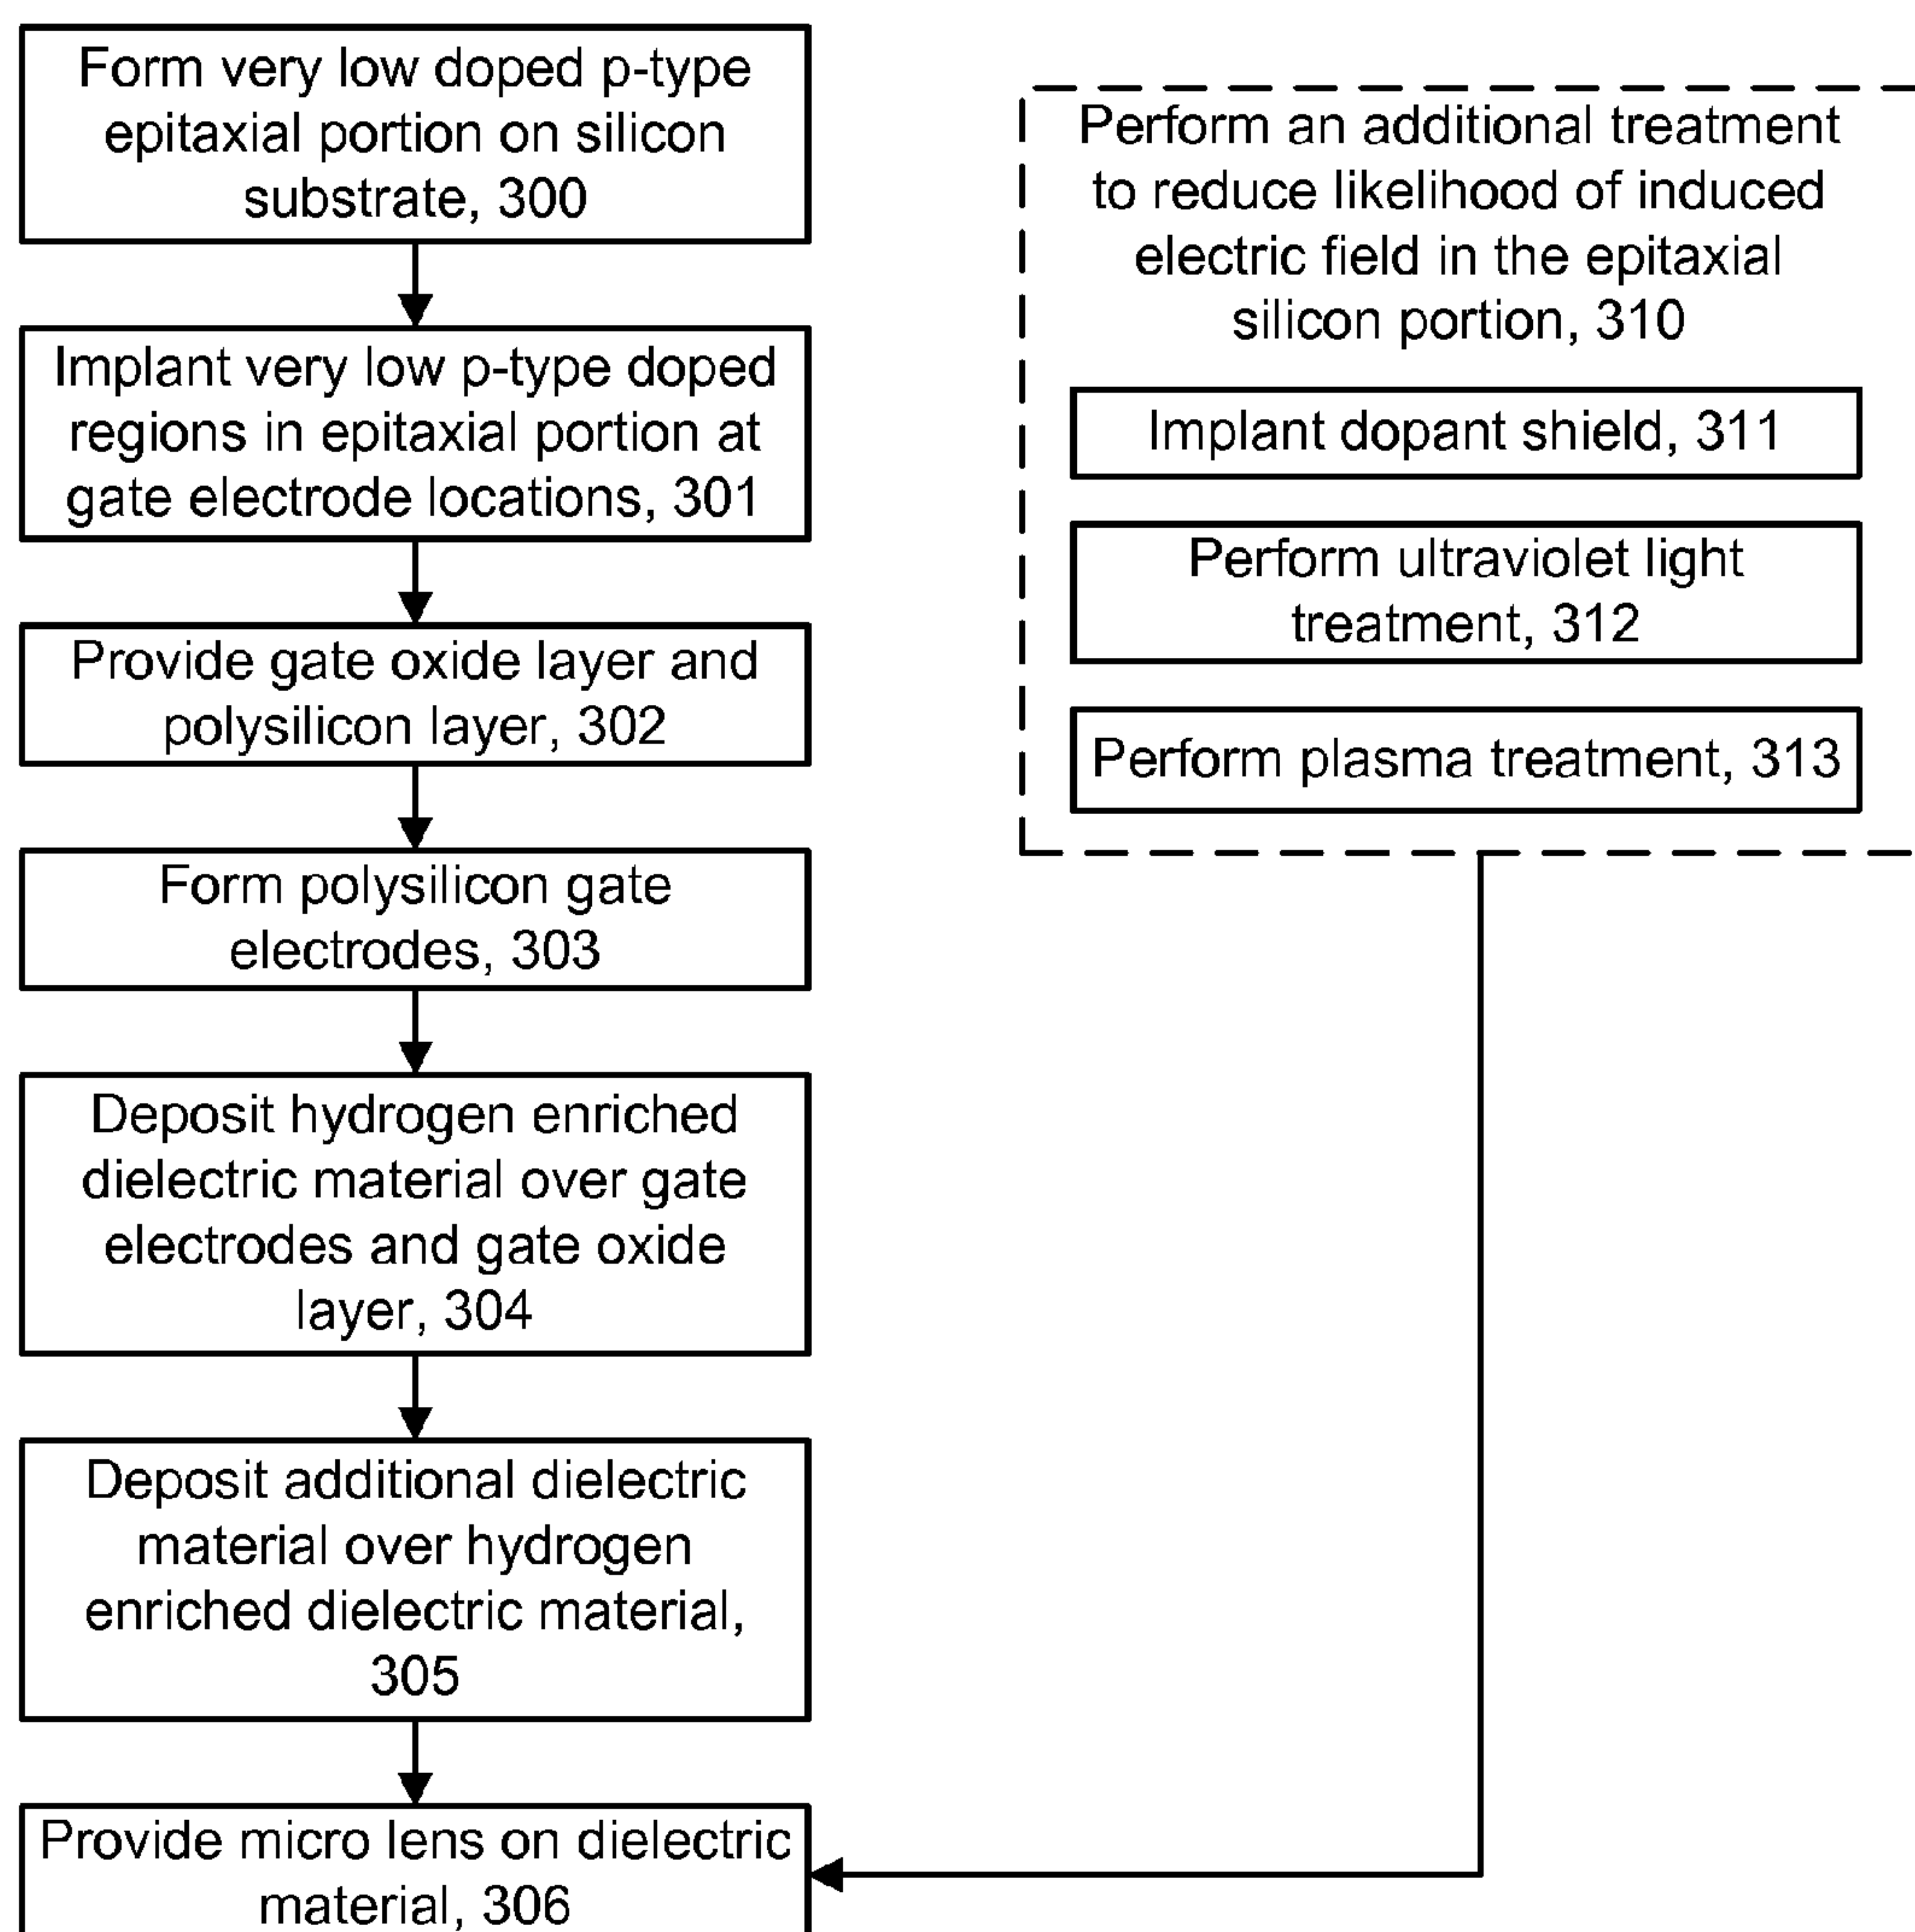 Form very low doped p-type
epitaxial portion on silicon
substrate, 300
Implant very low p-type doped
regions in epitaxial portion at
gate electrode locations, 301
Provide gate oxide layer and
polysilicon layer, 302
Form polysilicon gate
electrodes, 303
Deposit hydrogen enriched
dielectric material over gate
electrodes and gate oxide
layer, 304
Deposit additional dielectric
material over hydrogen
enriched dielectric material,
305
Provide micro lens on dielectric
material, 306
Perform an additional treatment
to reduce likelihood of induced
electric field in the epitaxial
silicon portion, 310
Implant dopant shield, 311
Perform ultraviolet light
treatment, 312
Perform plasma treatment, 313